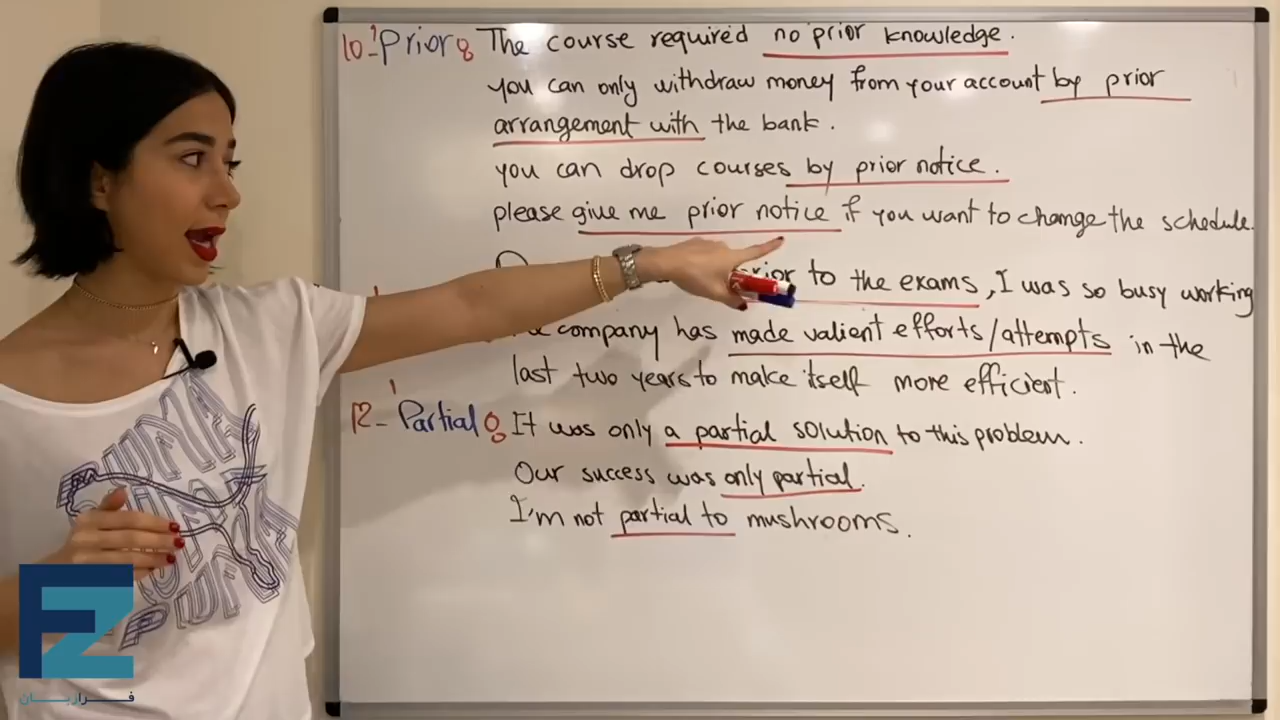 10- Prior: The course required no prior knowledge.
you can only withdraw money from your account by prior
arrangement with the bank.
you can drop courses by prior notice.
please give me prior notice if you want to change the schedule.
prior to the exams, I was so busy working
company has made valient efforts/attempts in the
last two years to make itself more efficient.
12- Partial: It was only a partial solution to this problem.
Our success was only partial.
I'm not partial to mushrooms.
PUMA
FZ
فرازبان